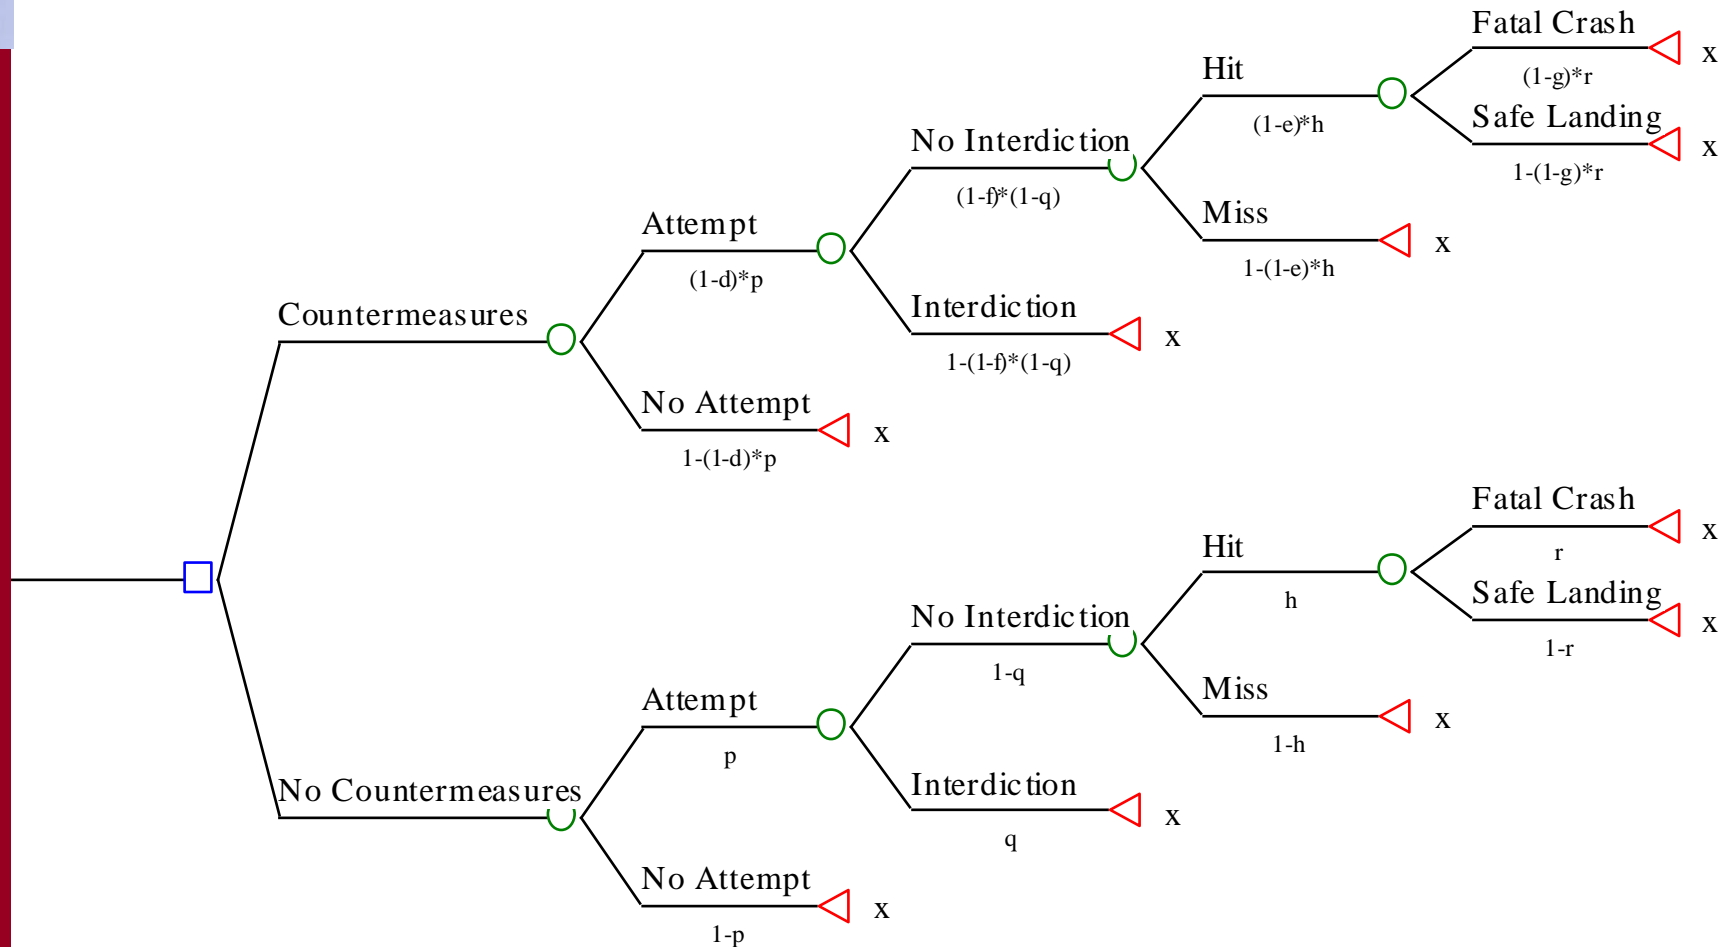 Fatal Crash
x
(1-g)*r
Hit
Safe Landing
x
(1-e)*h
No Interdiction
1-(1-g)*r
(1-f)*(1-q)
Miss
Attempt
x
1-(1-e)*h
(1-d)*p
Interdiction
Countermeasures
x
1-(1-f)*(1-q)
No Attempt
x
1-(1-d)*p
Fatal Crash
x
Hit
r
Safe Landing
h
x
No Interdiction
1-r
1-q
Miss
Attempt
x
1-h
p
Interdiction
No Countermeasures
x
q
No Attempt
x
1-p